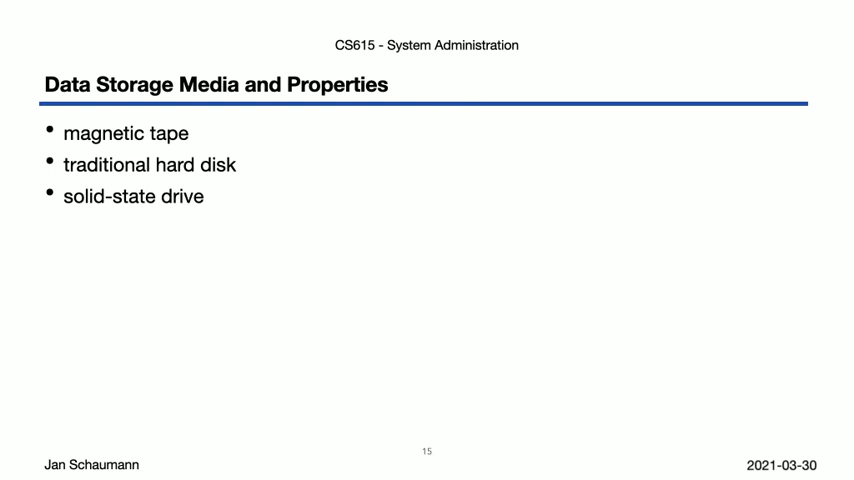 CS615 - System Administration
Data Storage Media and Properties
• magnetic tape
• traditional hard disk
• solid-state drive
15
Jan Schaumann
2021-03-30